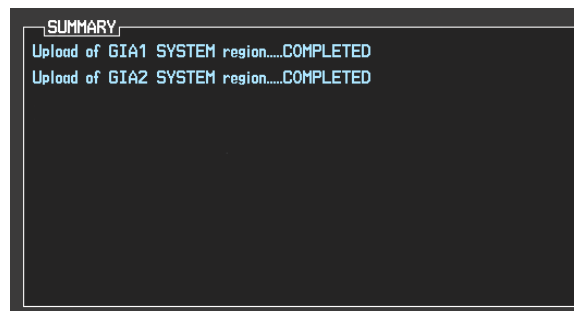 SUMMARY
Upload of GIA1 SYSTEM region.....COMPLETED
Upload of GIA2 SYSTEM region.....COMPLETED